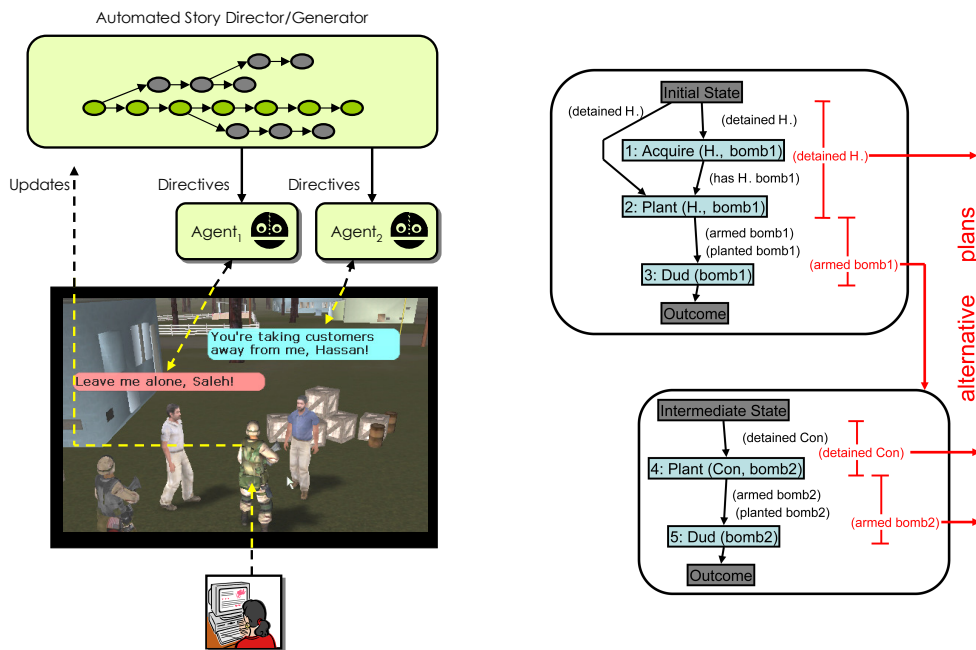 Automated Story Director/Generator
Updates
Directives
Directives
Agent1
Agent2
You're taking customers
away from me, Hassan!
Leave me alone, Saleh!
Initial State
(detained H.)
(detained H.)
1: Acquire (H., bomb1)
(detained H.)
(has H. bomb1)
2: Plant (H., bomb1)
(armed bomb1)
(planted bomb1)
(armed bomb1)
3: Dud (bomb1)
Outcome
alternative plans
Intermediate State
(detained Con)
(detained Con)
4: Plant (Con, bomb2)
(armed bomb2)
(planted bomb2)
(armed bomb2)
5: Dud (bomb2)
Outcome